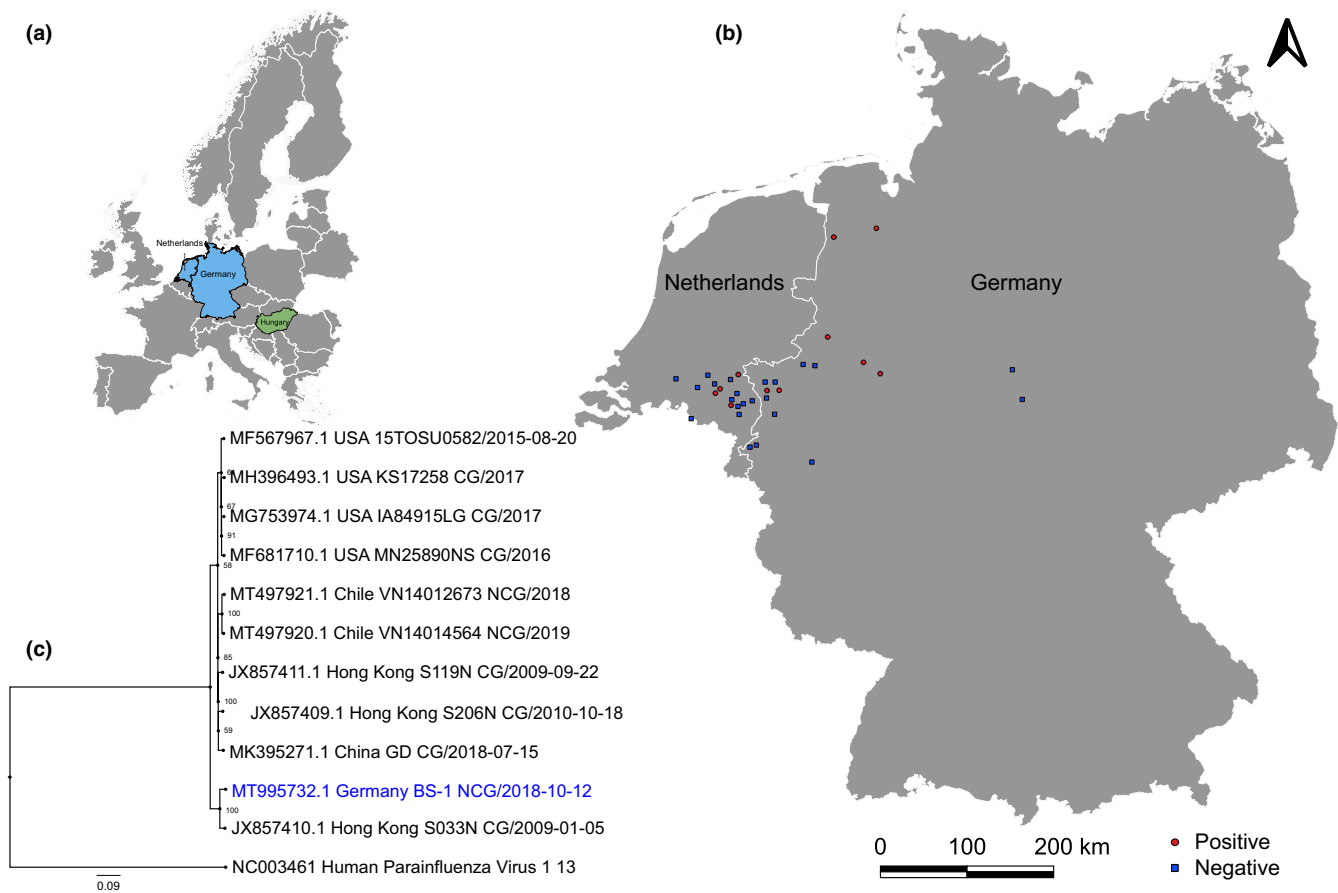 (a)
Netherlands
Germany
Hungary
(b)
Netherlands
Germany
0 100 200 km
Positive
Negative
(c)
MF567967.1 USA 15TOSU0582/2015-08-20
MH396493.1 USA KS17258 CG/2017
67
MG753974.1 USA IA84915LG CG/2017
91
MF681710.1 USA MN25890NS CG/2016
58
MT497921.1 Chile VN14012673 NCG/2018
100
MT497920.1 Chile VN14014564 NCG/2019
85
JX857411.1 Hong Kong S119N CG/2009-09-22
100
JX857409.1 Hong Kong S206N CG/2010-10-18
59
MK395271.1 China GD CG/2018-07-15
MT995732.1 Germany BS-1 NCG/2018-10-12
100
JX857410.1 Hong Kong S033N CG/2009-01-05
NC003461 Human Parainfluenza Virus 1 13
0.09